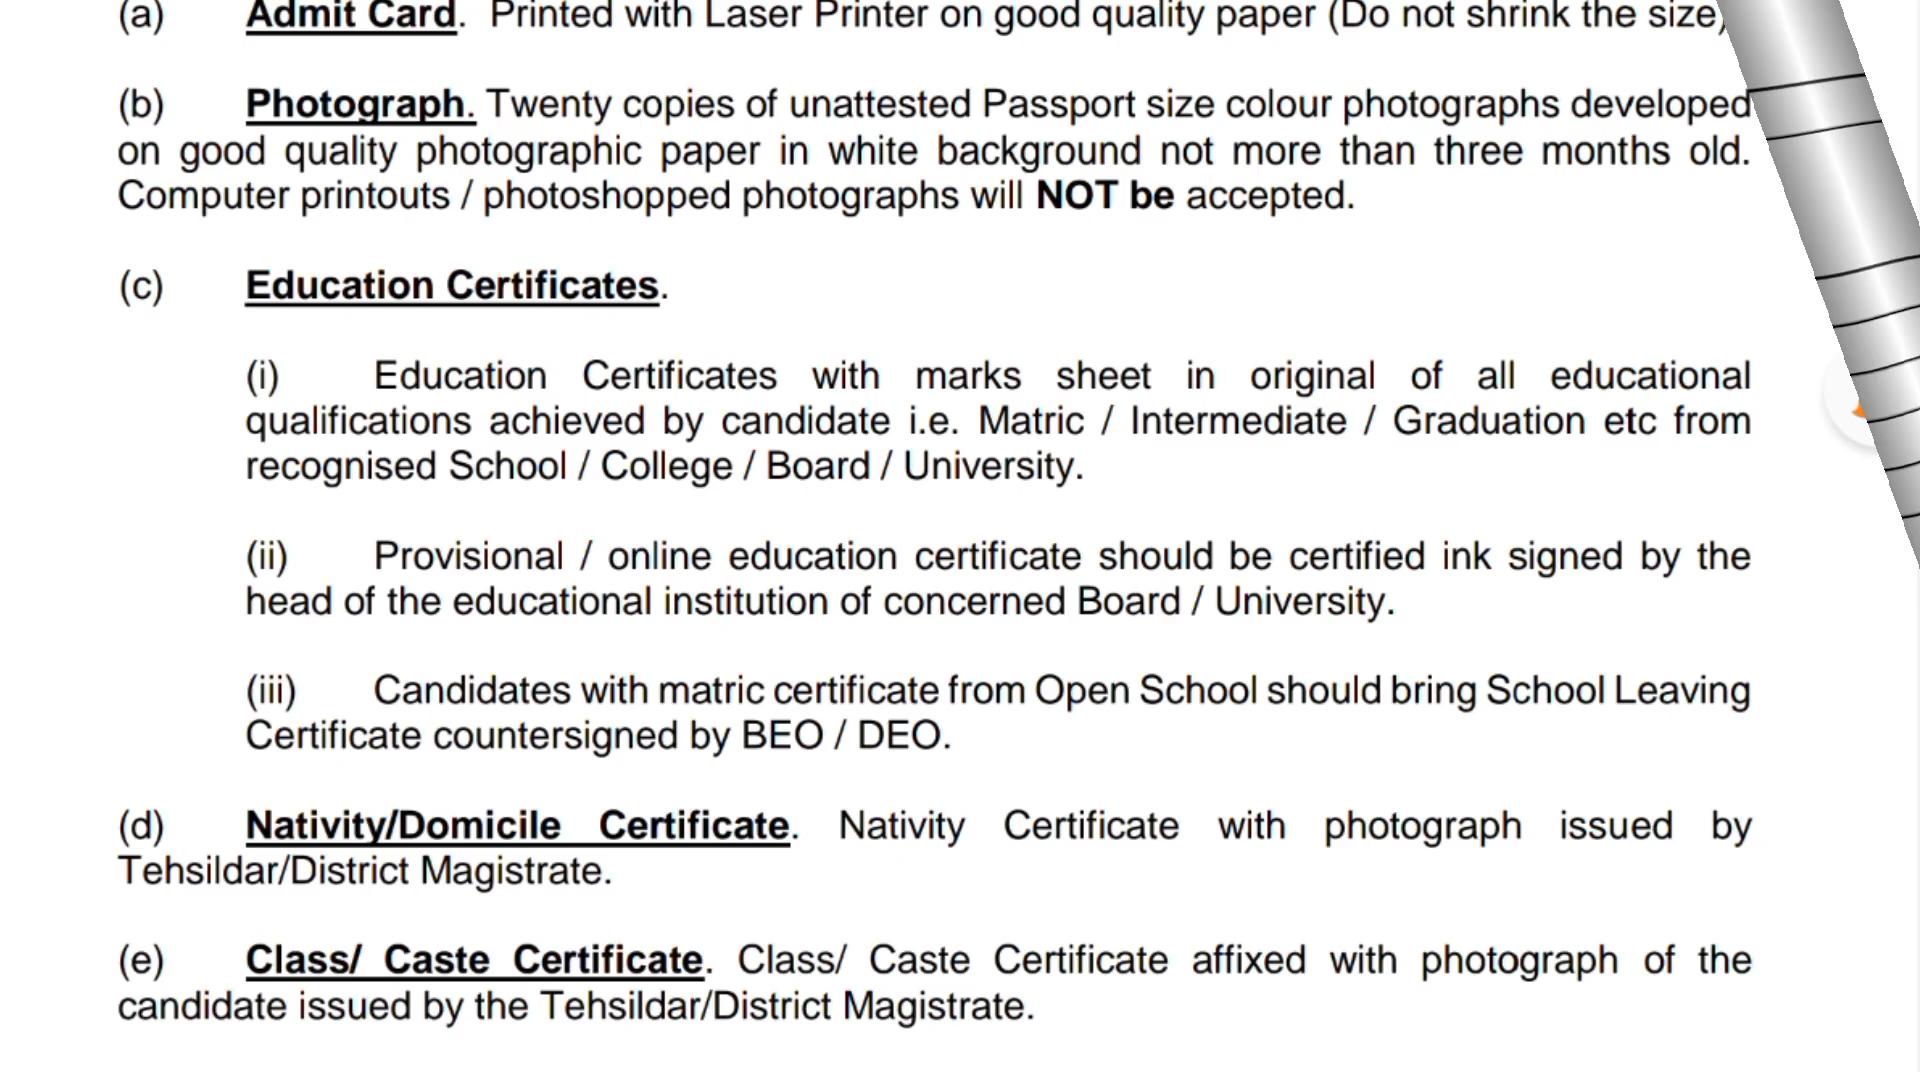 (a) Admit Card. Printed with Laser Printer on good quality paper (Do not shrink the size)
(b) Photograph. Twenty copies of unattested Passport size colour photographs developed
on good quality photographic paper in white background not more than three months old.
Computer printouts / photoshopped photographs will NOT be accepted.
(c) Education Certificates.
(i) Education Certificates with marks sheet in original of all educational
qualifications achieved by candidate i.e. Matric / Intermediate / Graduation etc from
recognised School / College / Board / University.
(ii) Provisional / online education certificate should be certified ink signed by the
head of the educational institution of concerned Board / University.
(iii) Candidates with matric certificate from Open School should bring School Leaving
Certificate countersigned by BEO / DEO.
(d) Nativity/Domicile Certificate. Nativity Certificate with photograph issued by
Tehsildar/District Magistrate.
(e) Class/ Caste Certificate. Class/ Caste Certificate affixed with photograph of the
candidate issued by the Tehsildar/District Magistrate.